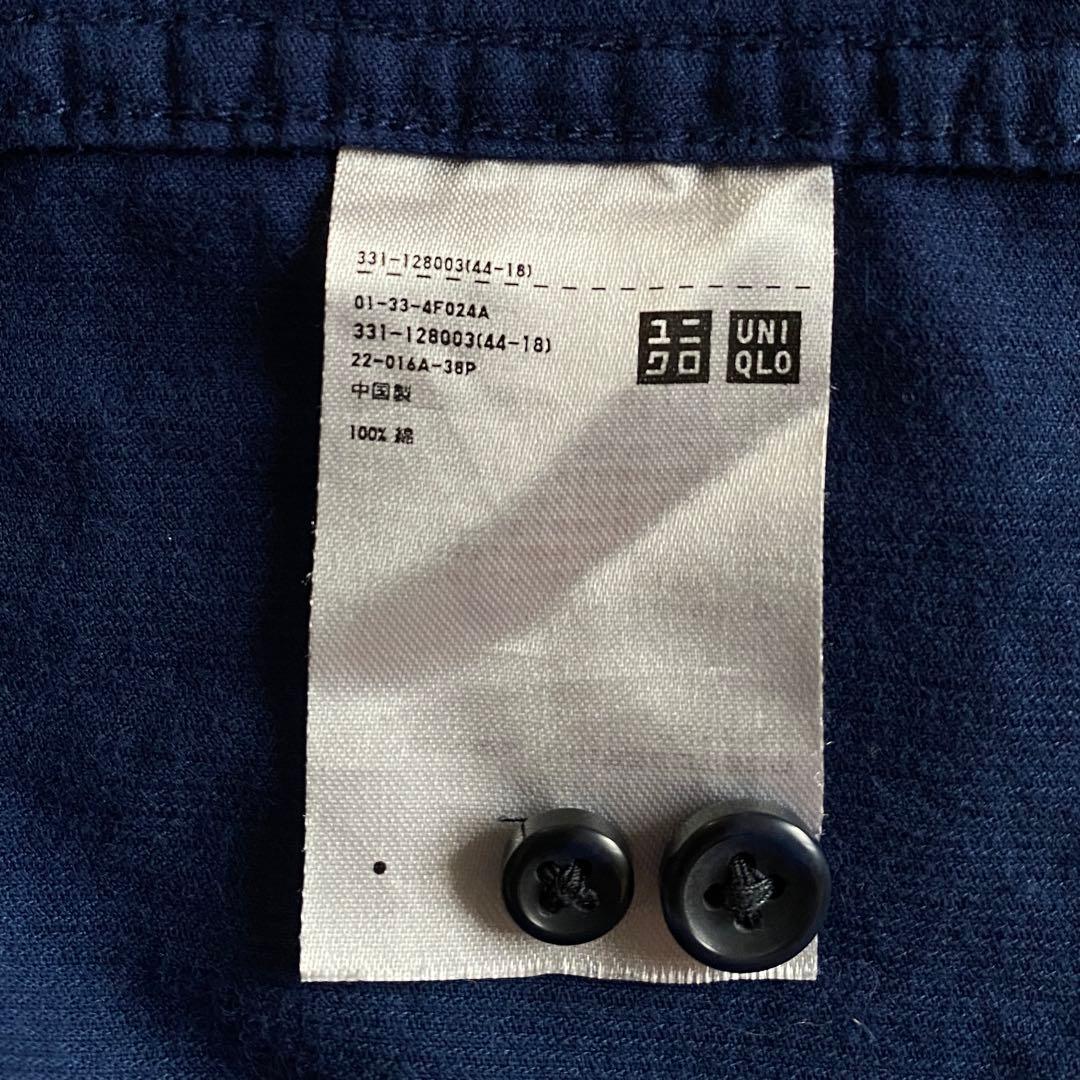 331-128003(44-18)
01-33-4F024A
331-128003(44-18)
22-016A-38P
中国製
100% 綿
ユニ
クロ
UNI
QLO